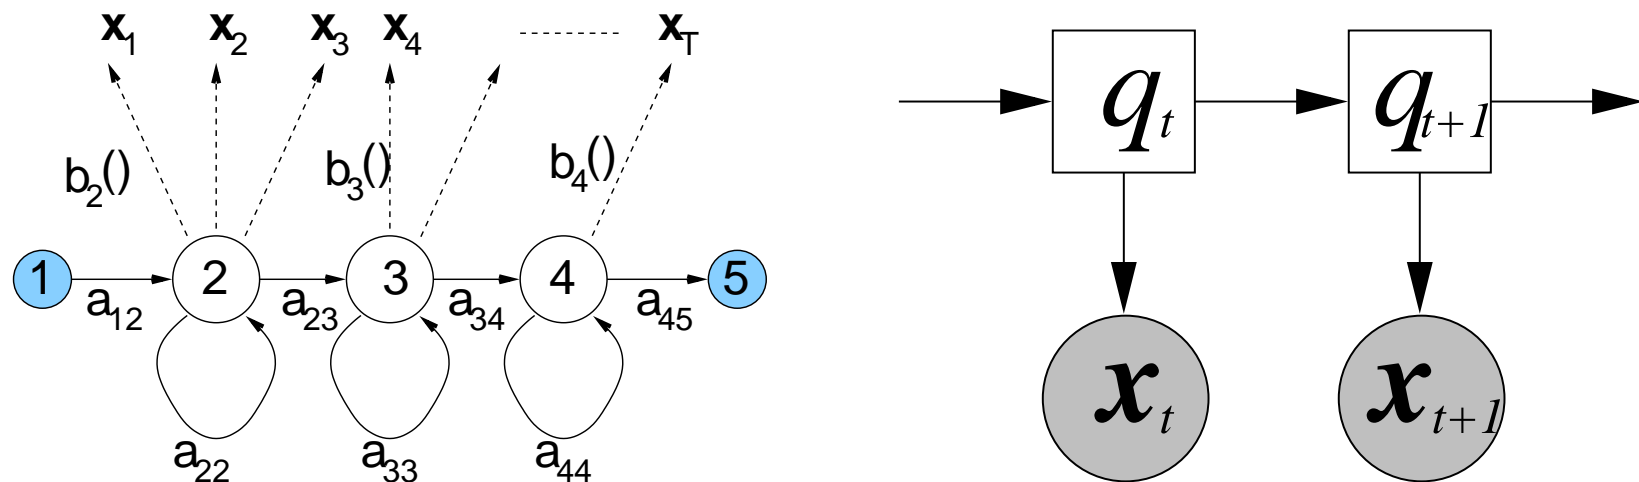 x1 x2 x3 x4 xT
b2() b3() b4()
1 2 3 4 5
a12 a23 a34 a45
a22 a33 a44
qt qt+1
xt xt+1